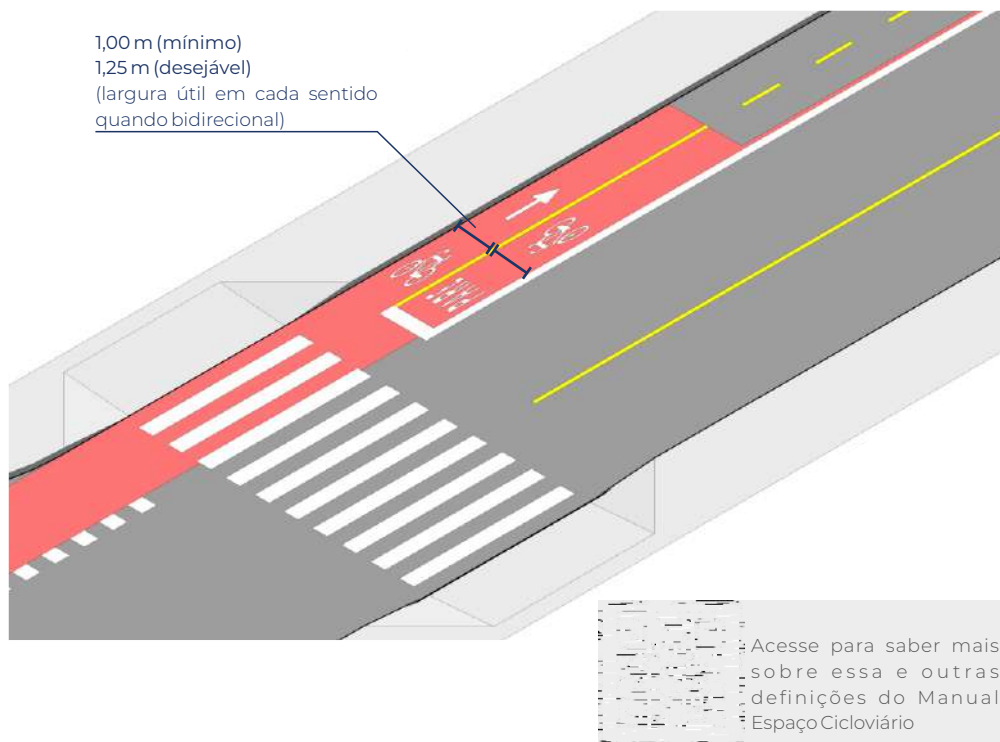 1,00 m (mínimo)
1,25 m (desejável)
(largura útil em cada sentido
quando bidirecional)
Acesse para saber mais
sobre essa e outras
definições do Manual
Espaço Cicloviário